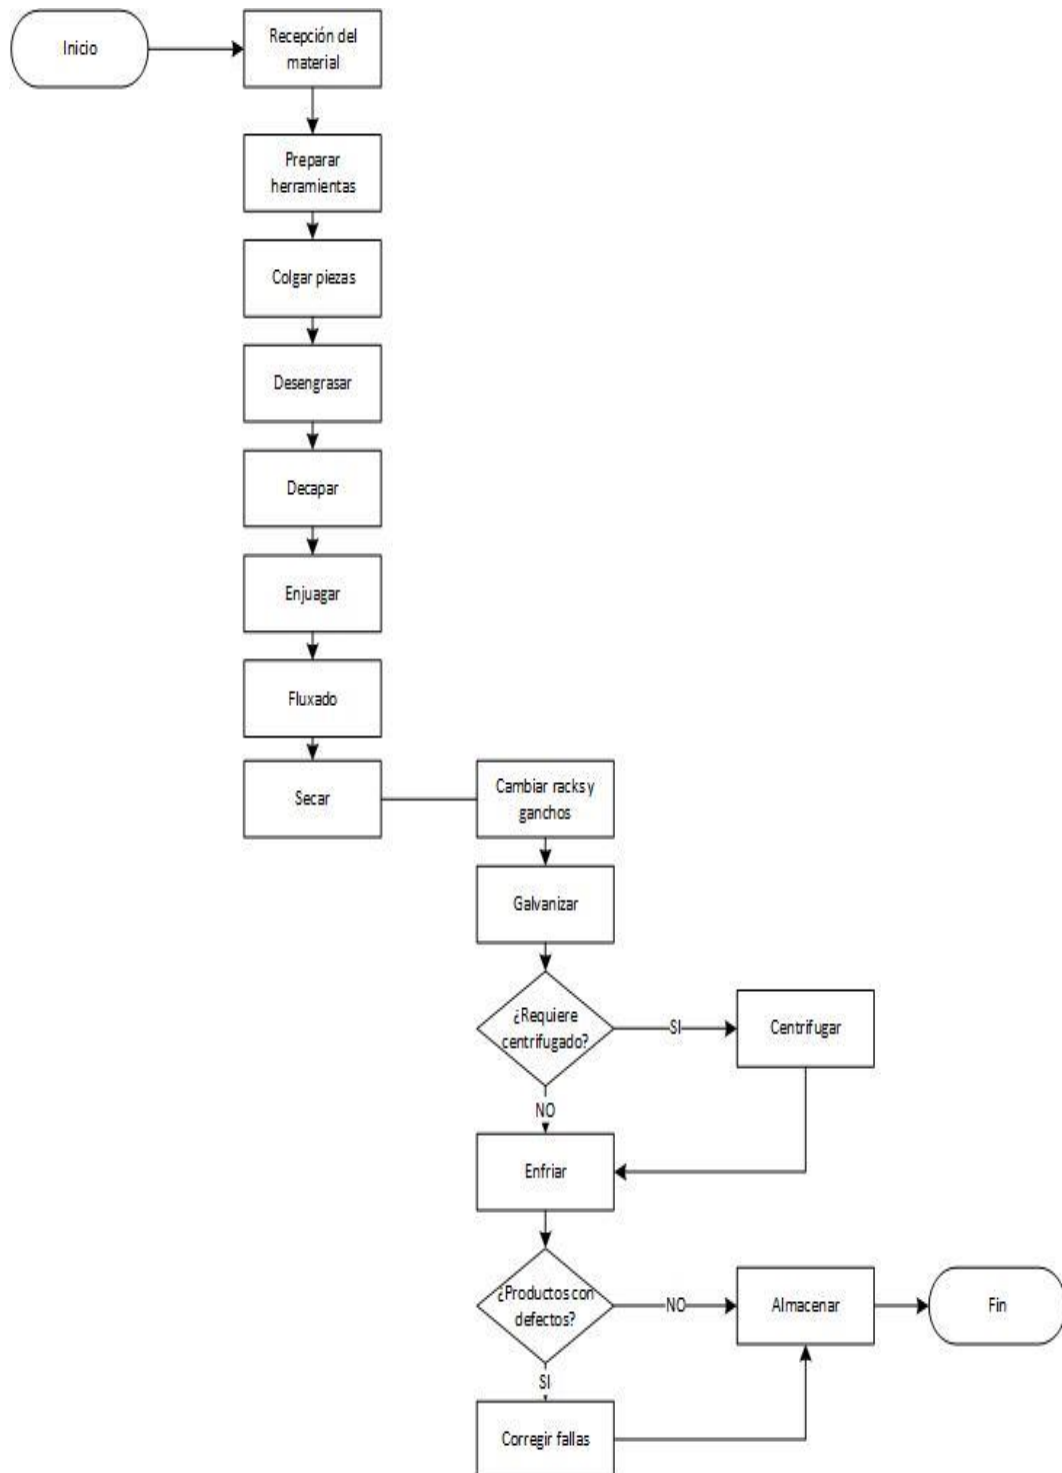 Inicio
Recepción del
material
Preparar
herramientas
Colgar piezas
Desengrasar
Decapar
Enjuagar
Fluxado
Secar
Cambiar racks y
ganchos
Galvanizar
¿Requiere
centrifugado?
SI
Centrifugar
NO
Enfriar
¿Productos con
defectos?
NO
Almacenar
Fin
SI
Corregir fallas